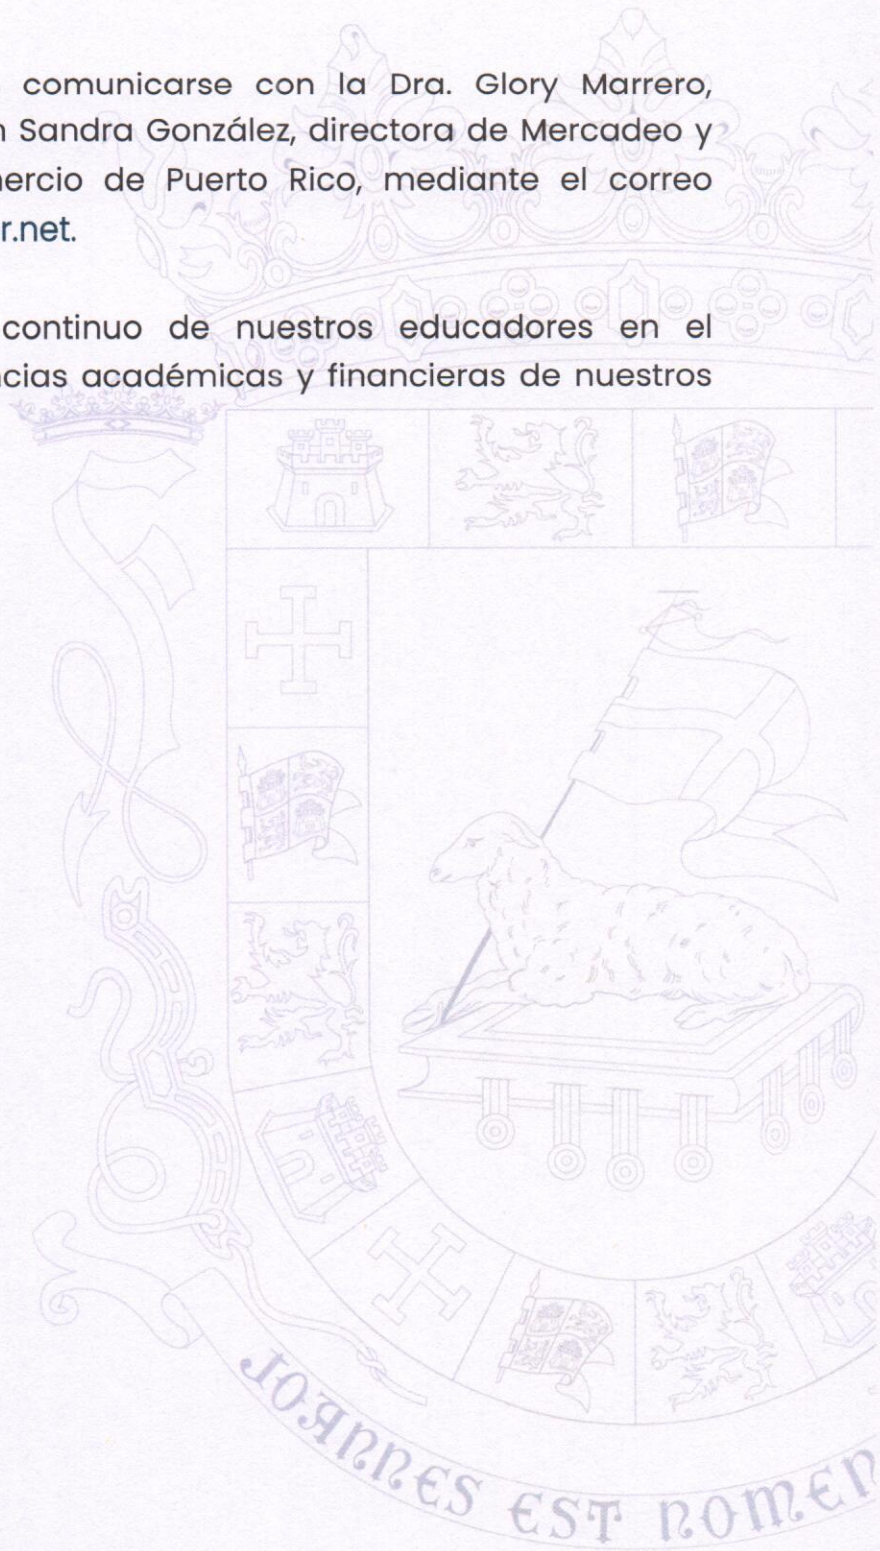 comunicarse con la Dra. Glory Marrero,
Sandra González, directora de Mercadeo y
ercio de Puerto Rico, mediante el correo
r.net.
continuo de nuestros educadores en el
cias académicas y financieras de nuestros
JOANNES EST NOMEN